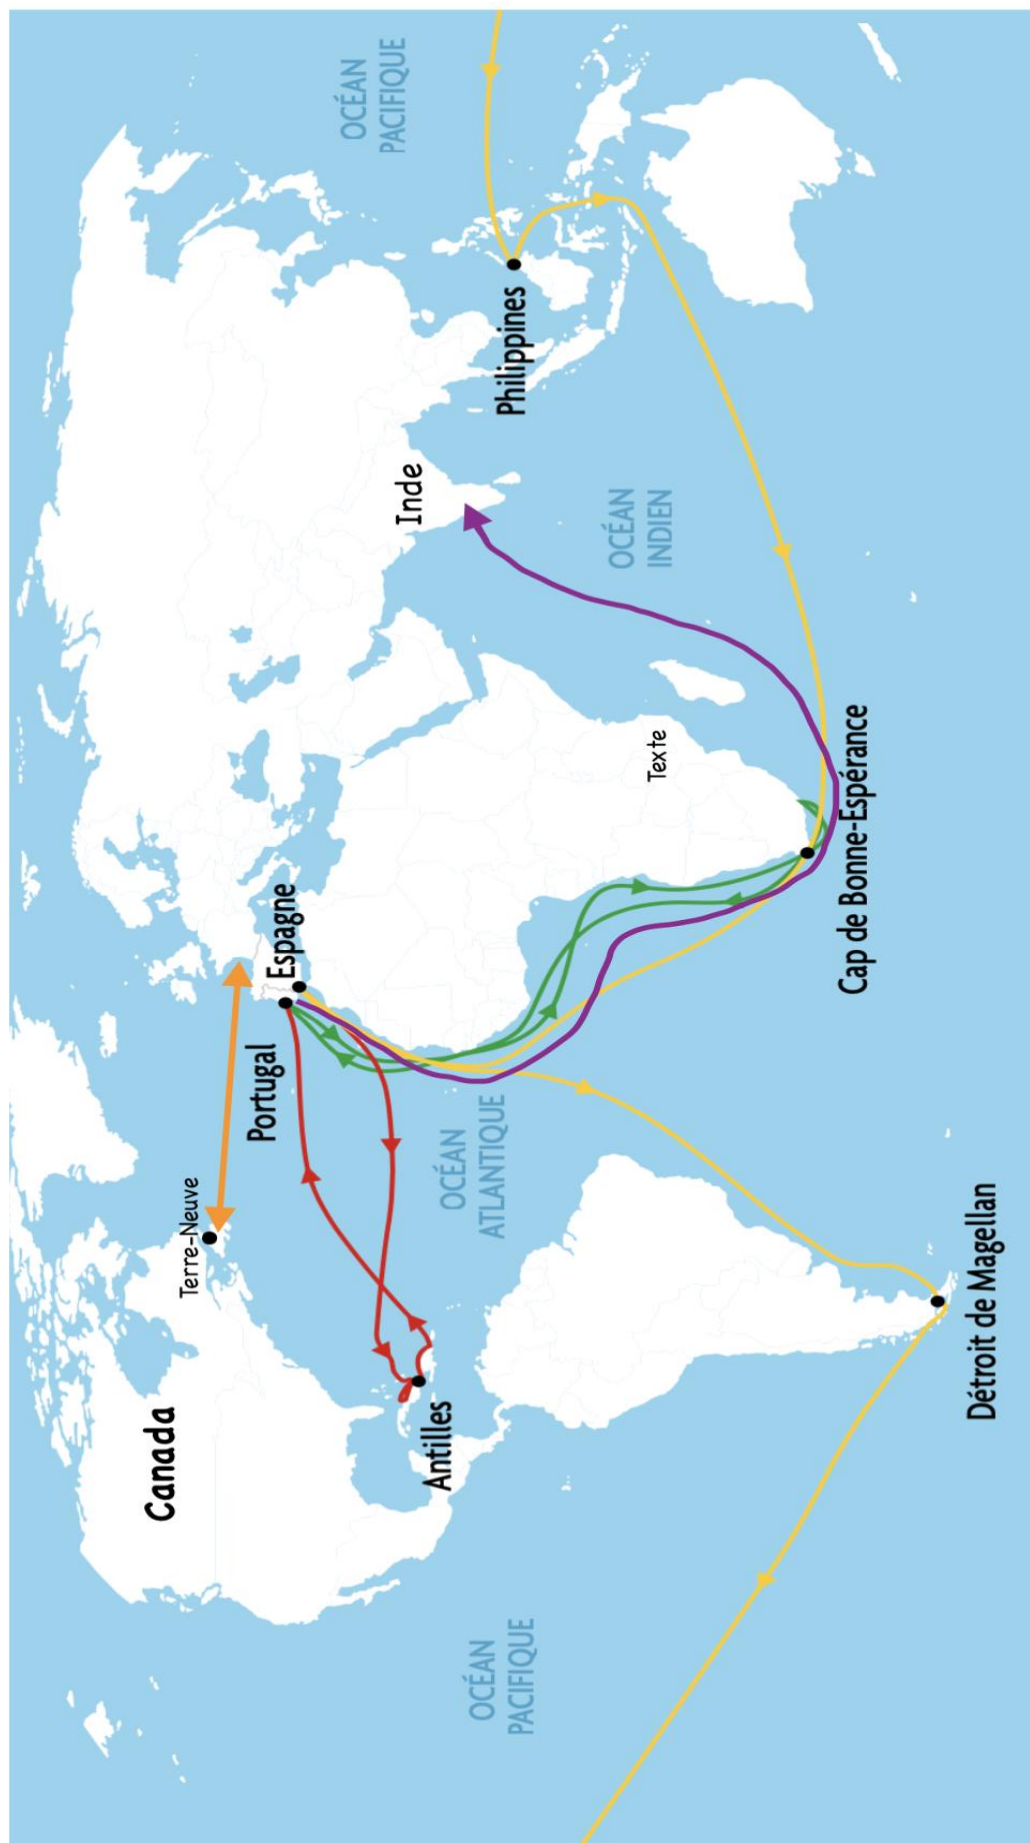 Canada
Terre-Neuve
Portugal
Espagne
Antilles
OCÉAN
PACIFIQUE
OCÉAN
ATLANTIQUE
Inde
Philippines
OCÉAN
PACIFIQUE
Texte
OCÉAN
INDIEN
Détroit de Magellan
Cap de Bonne-Espérance